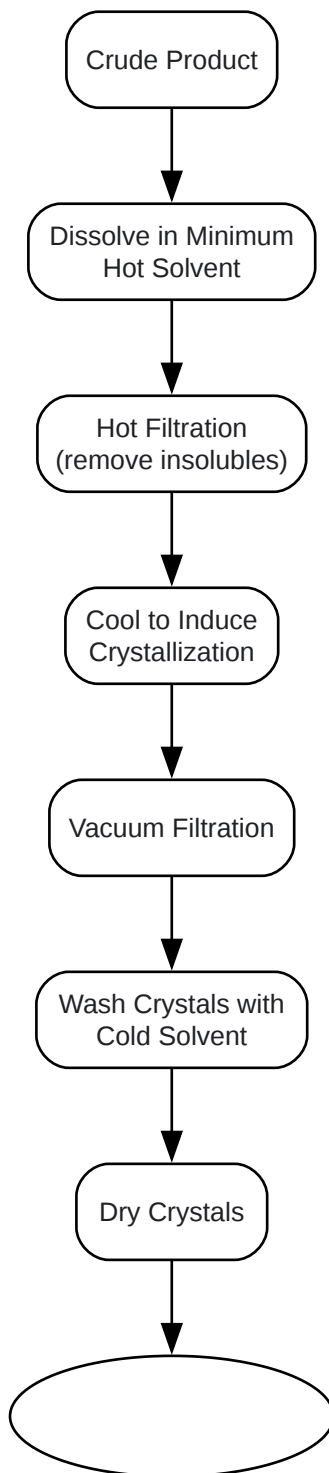 Crude Product
Dissolve in Minimum
Hot Solvent
Hot Filtration
(remove insolubles)
Cool to Induce
Crystallization
Vacuum Filtration
Wash Crystals with
Cold Solvent
Dry Crystals